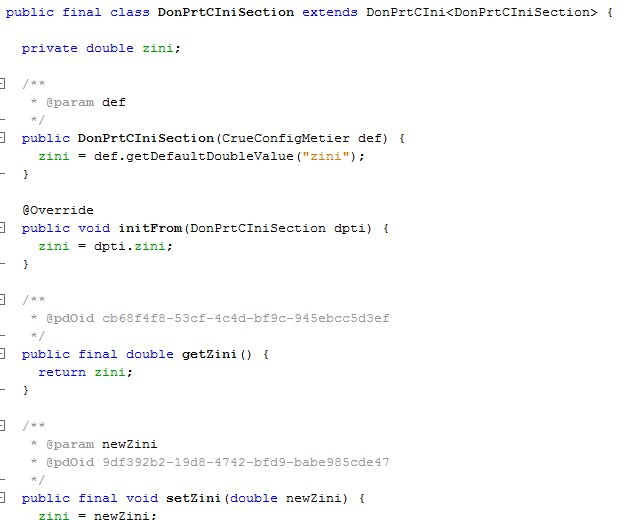 public final class DonPrtCIniSection extends DonPrtCIni<DonPrtCIniSection> {
private double zini;
/**
* @param def
*/
public DonPrtCIniSection(CrueConfigMetier def) {
zini = def.getDefaultDoubleValue("zini");
}
@Override
public void initFrom(DonPrtCIniSection dpti) {
zini = dpti.zini;
}
/**
* @pdOid cb68f4f8-53cf-4c4d-bf9c-945ebcc5d3ef
*/
public final double getZini() {
return zini;
}
/**
* @param newZini
* @pdOid 9df392b2-19d8-4742-bfd9-babe985cde47
*/
public final void setZini(double newZini) {
zini = newZini;